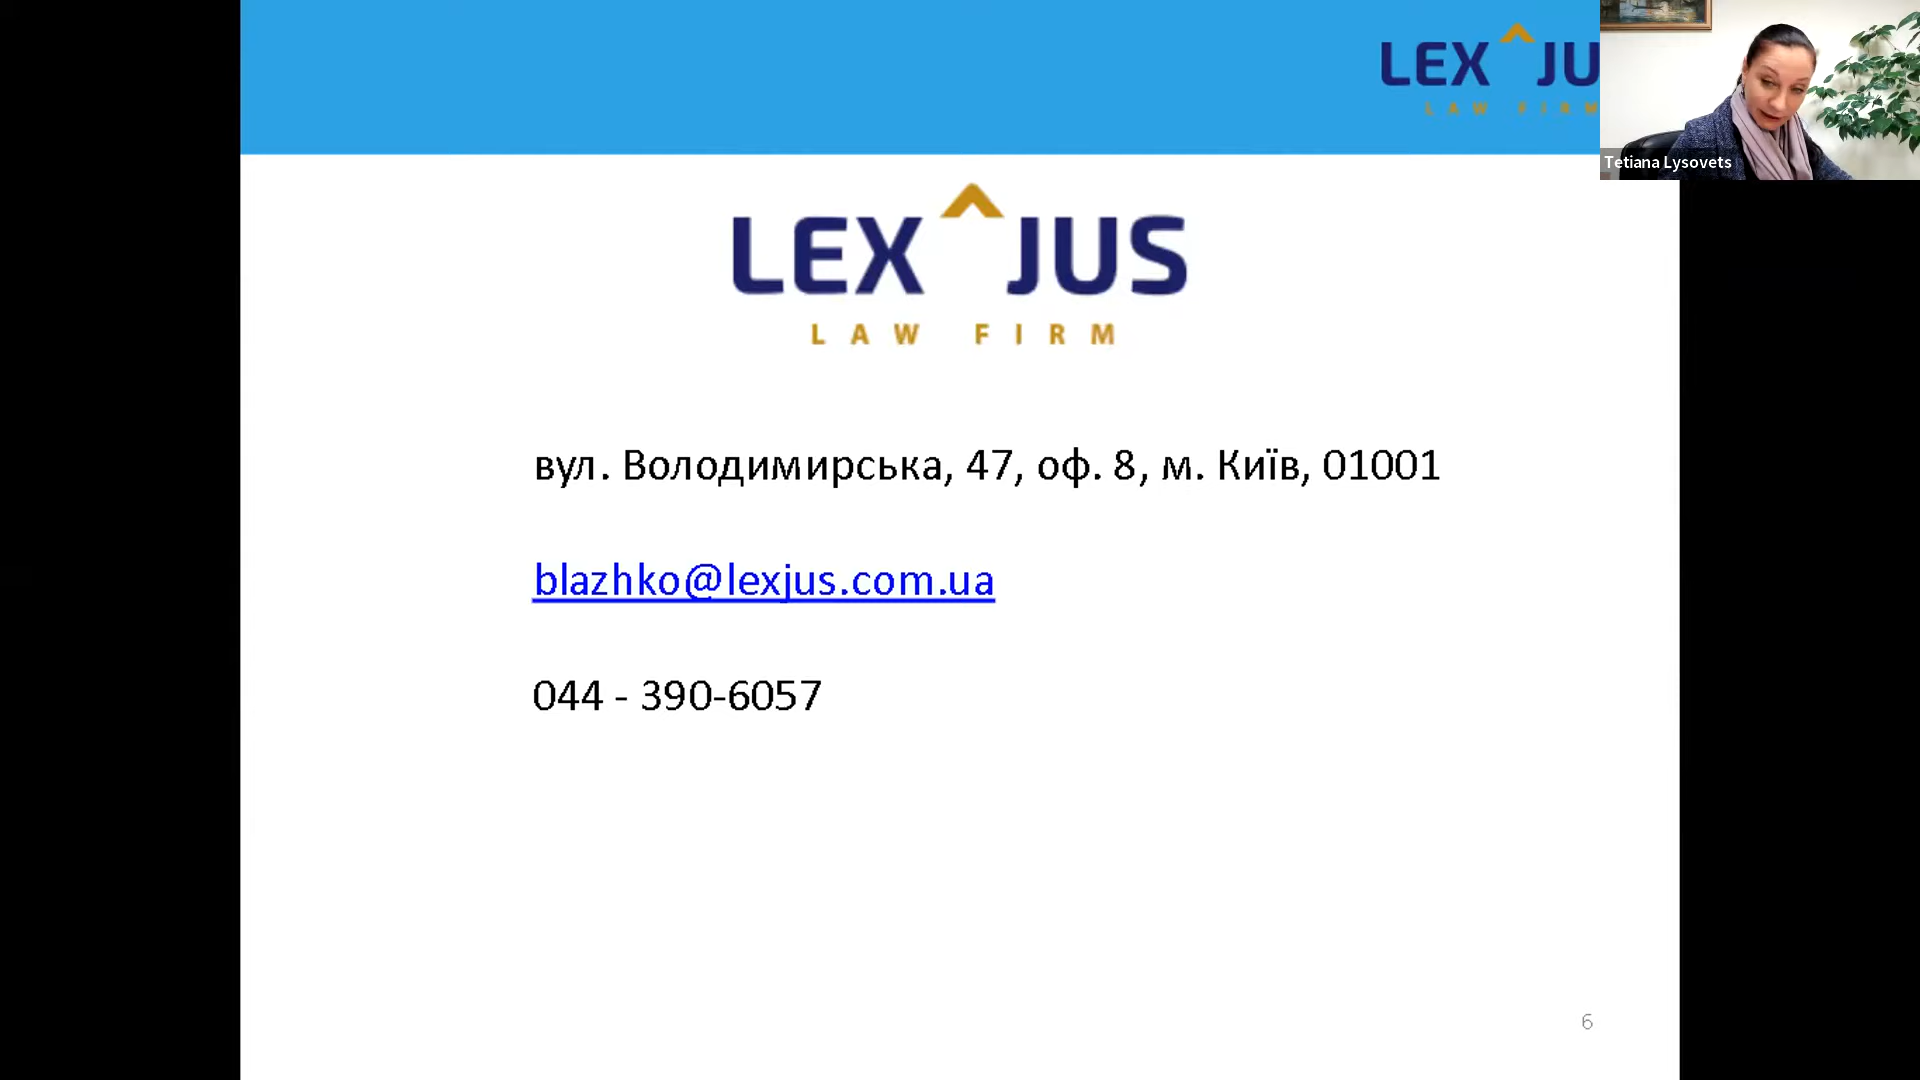 LEX JU
LAW FIRM
Tetiana Lysovets
LEX JUS
LAW FIRM
вул. Володимирська, 47, оф. 8, м. Київ, 01001
blazhko@lexjus.com.ua
044 - 390-6057
6